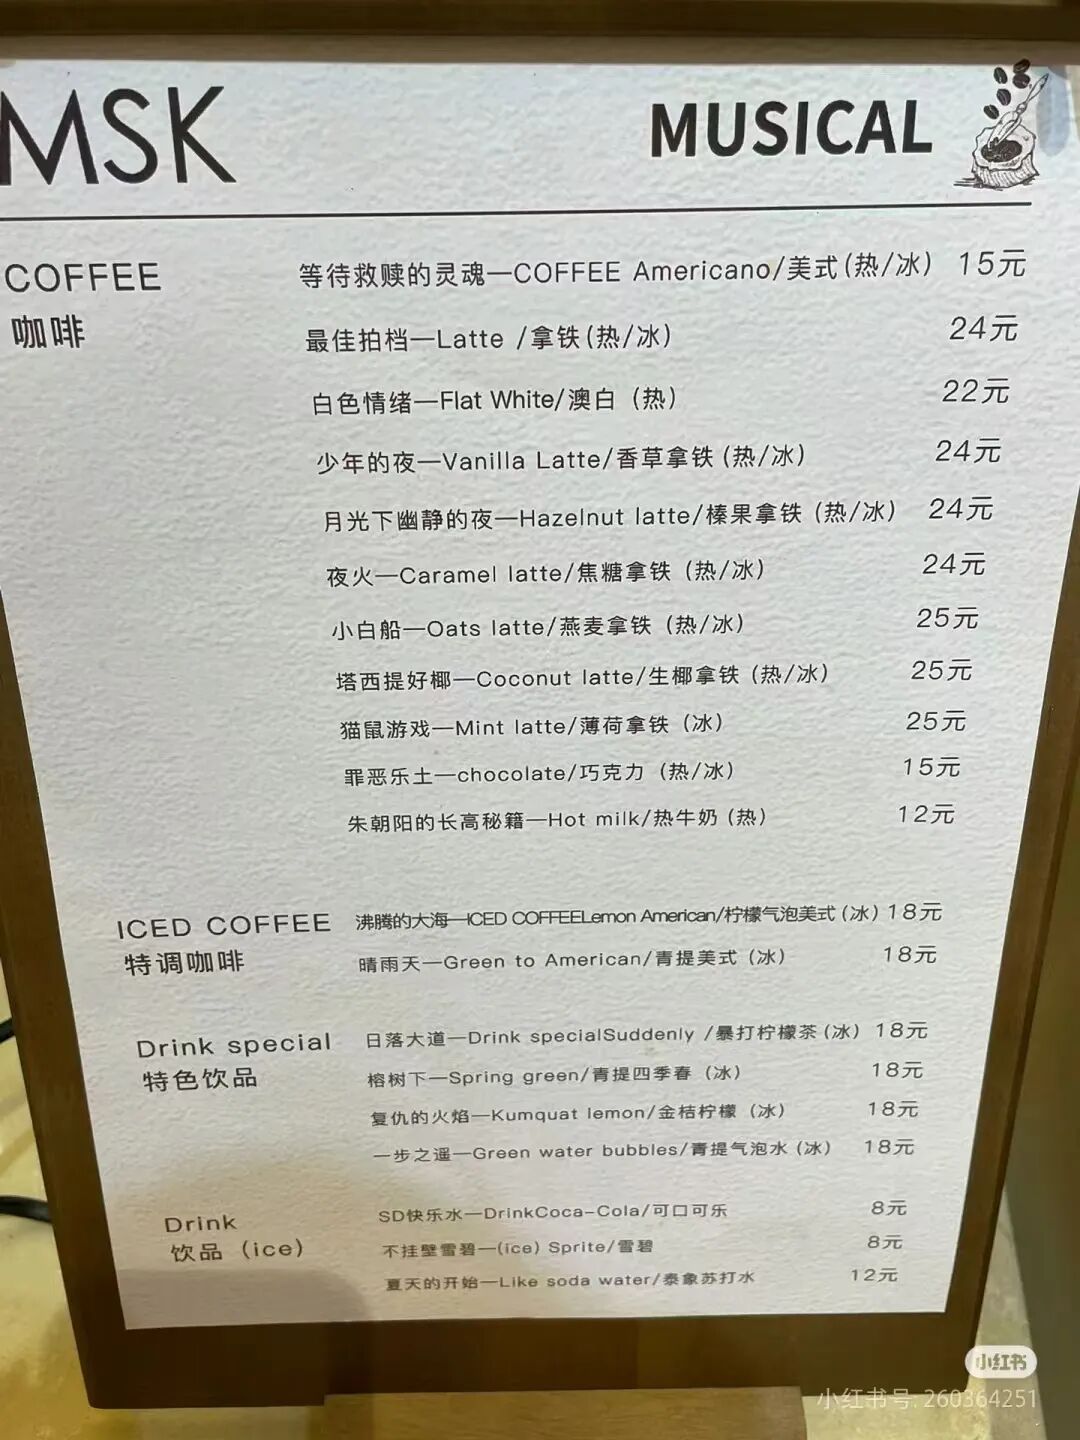 MSK
MUSICAL
COFFEE 等待救赎的灵魂—COFFEE Americano/美式(热/冰) 15元
咖啡
最佳拍档—Latte /拿铁(热/冰) 24元
白色情绪—Flat White/澳白 (热) 22元
少年的夜—Vanilla Latte/香草拿铁(热/冰) 24元
月光下幽静的夜—Hazelnut latte/榛果拿铁 (热/冰) 24元
夜火—Caramel latte/焦糖拿铁 (热/冰) 24元
小白船—Oats latte/燕麦拿铁 (热/冰) 25元
塔西提好椰—Coconut latte/生椰拿铁 (热/冰) 25元
猫鼠游戏—Mint latte/薄荷拿铁 (冰) 25元
罪恶乐土—chocolate/巧克力 (热/冰) 15元
朱朝阳的长高秘籍—Hot milk/热牛奶 (热) 12元
ICED COFFEE 沸腾的大海—ICED COFFEELemon American/柠檬气泡美式 (冰) 18元
特调咖啡 晴雨天—Green to American/青提美式 (冰) 18元
Drink special 日落大道—Drink specialSuddenly /暴打柠檬茶 (冰) 18元
特色饮品 榕树下—Spring green/青提四季春 (冰) 18元
复仇的火焰—Kumquat lemon/金桔柠檬 (冰) 18元
一步之遥—Green water bubbles/青提气泡水 (冰) 18元
Drink SD快乐水—DrinkCoca-Cola/可口可乐 8元
饮品 (ice) 不挂壁雪碧—(ice) Sprite/雪碧 8元
夏天的开始—Like soda water/泰象苏打水 12元
小红书
小红书号: 260364251